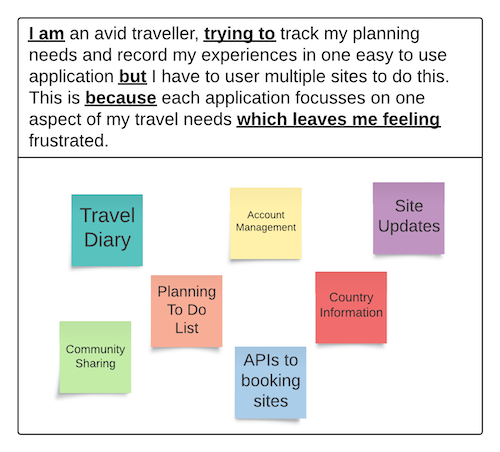 I am an avid traveller, trying to track my planning
needs and record my experiences in one easy to use
application but I have to user multiple sites to do this.
This is because each application focusses on one
aspect of my travel needs which leaves me feeling
frustrated.
Travel
Diary
Account
Management
Site
Updates
Planning
To Do
List
Country
Information
Community
Sharing
APIs to
booking
sites